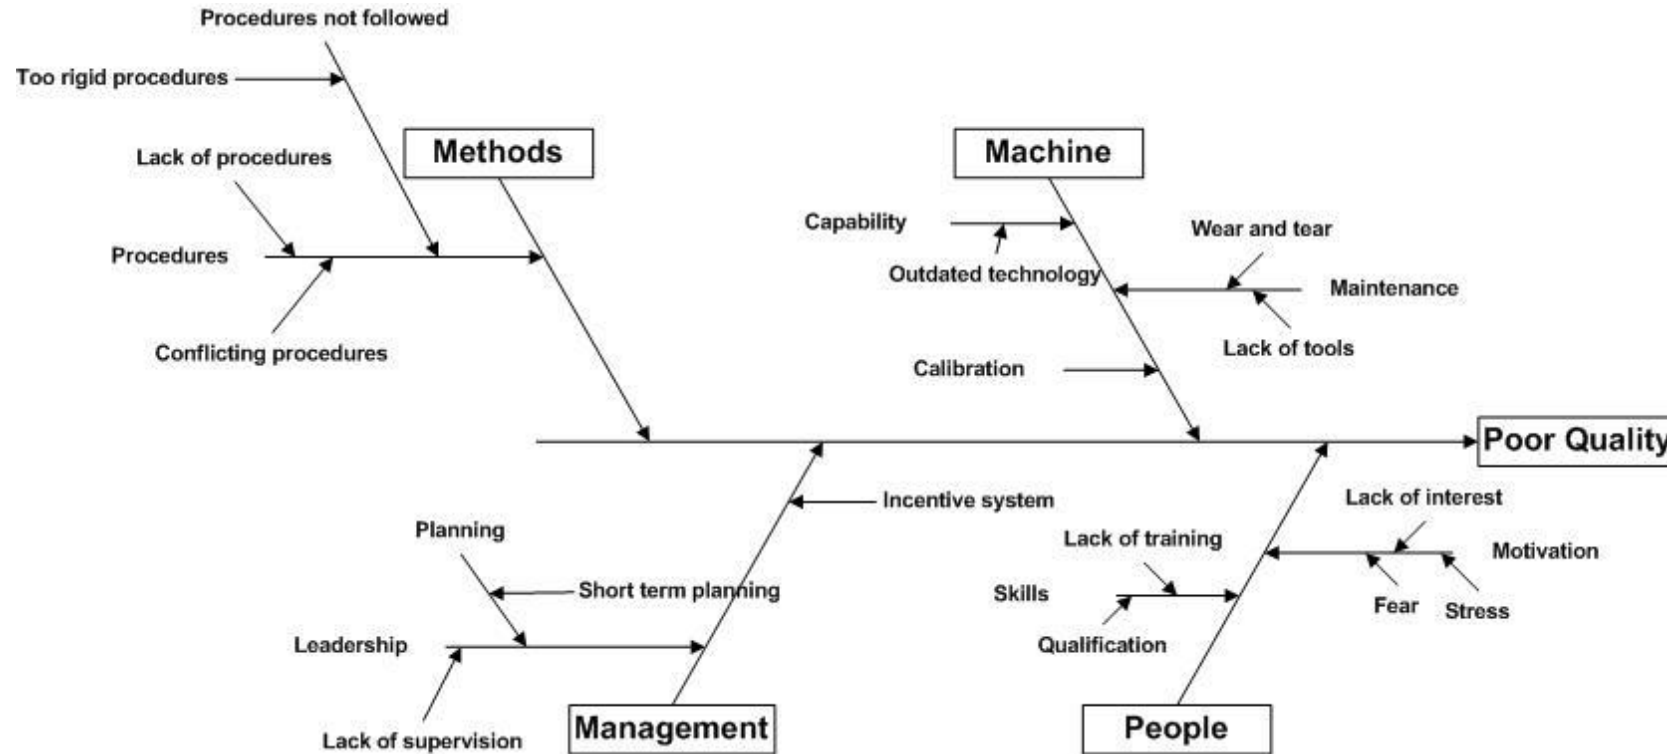 Procedures not followed
Too rigid procedures
Methods
Machine
Lack of procedures
Capability
Wear and tear
Procedures
Outdated technology
Maintenance
Conflicting procedures
Lack of tools
Calibration
Poor Quality
Incentive system
Lack of interest
Planning
Lack of training
Motivation
Short term planning
Skills
Fear
Stress
Leadership
Qualification
Management
People
Lack of supervision